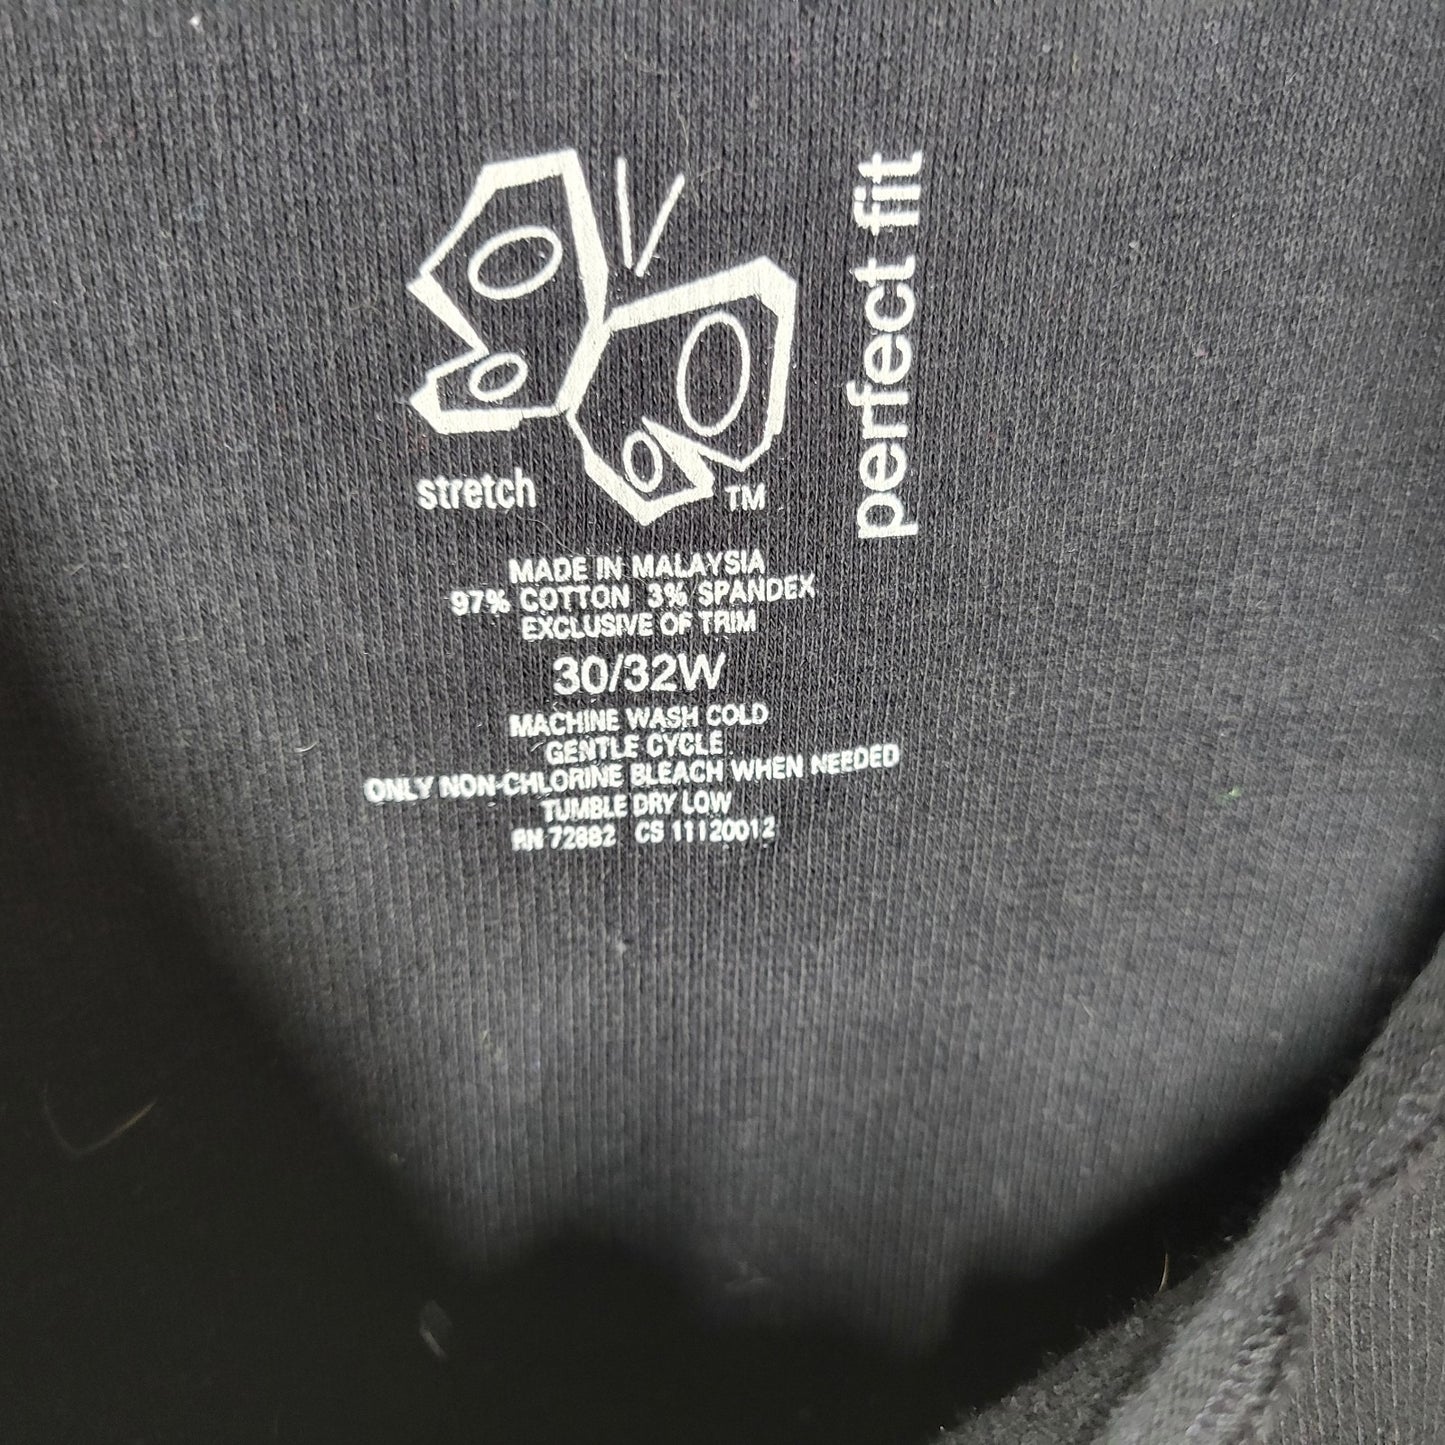 perfect fit
stretch
TM
MADE IN MALAYSIA
97% COTTON 3% SPANDEX
EXCLUSIVE OF TRIM
30/32W
MACHINE WASH COLD
GENTLE CYCLE
ONLY NON-CHLORINE BLEACH WHEN NEEDED
TUMBLE DRY LOW
RN 72882 CS 11120012